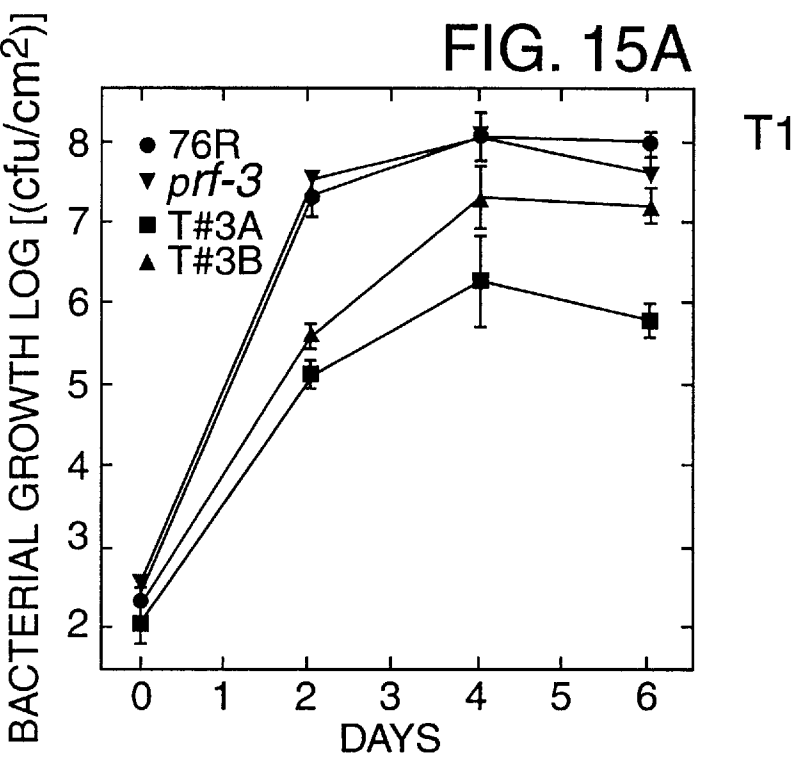 FIG. 15A
T1
BACTERIAL GROWTH LOG [(cfu/cm²)]
8
7
6
5
4
3
2
76R
prf-3
T#3A
T#3B
0 1 2 3 4 5 6
DAYS